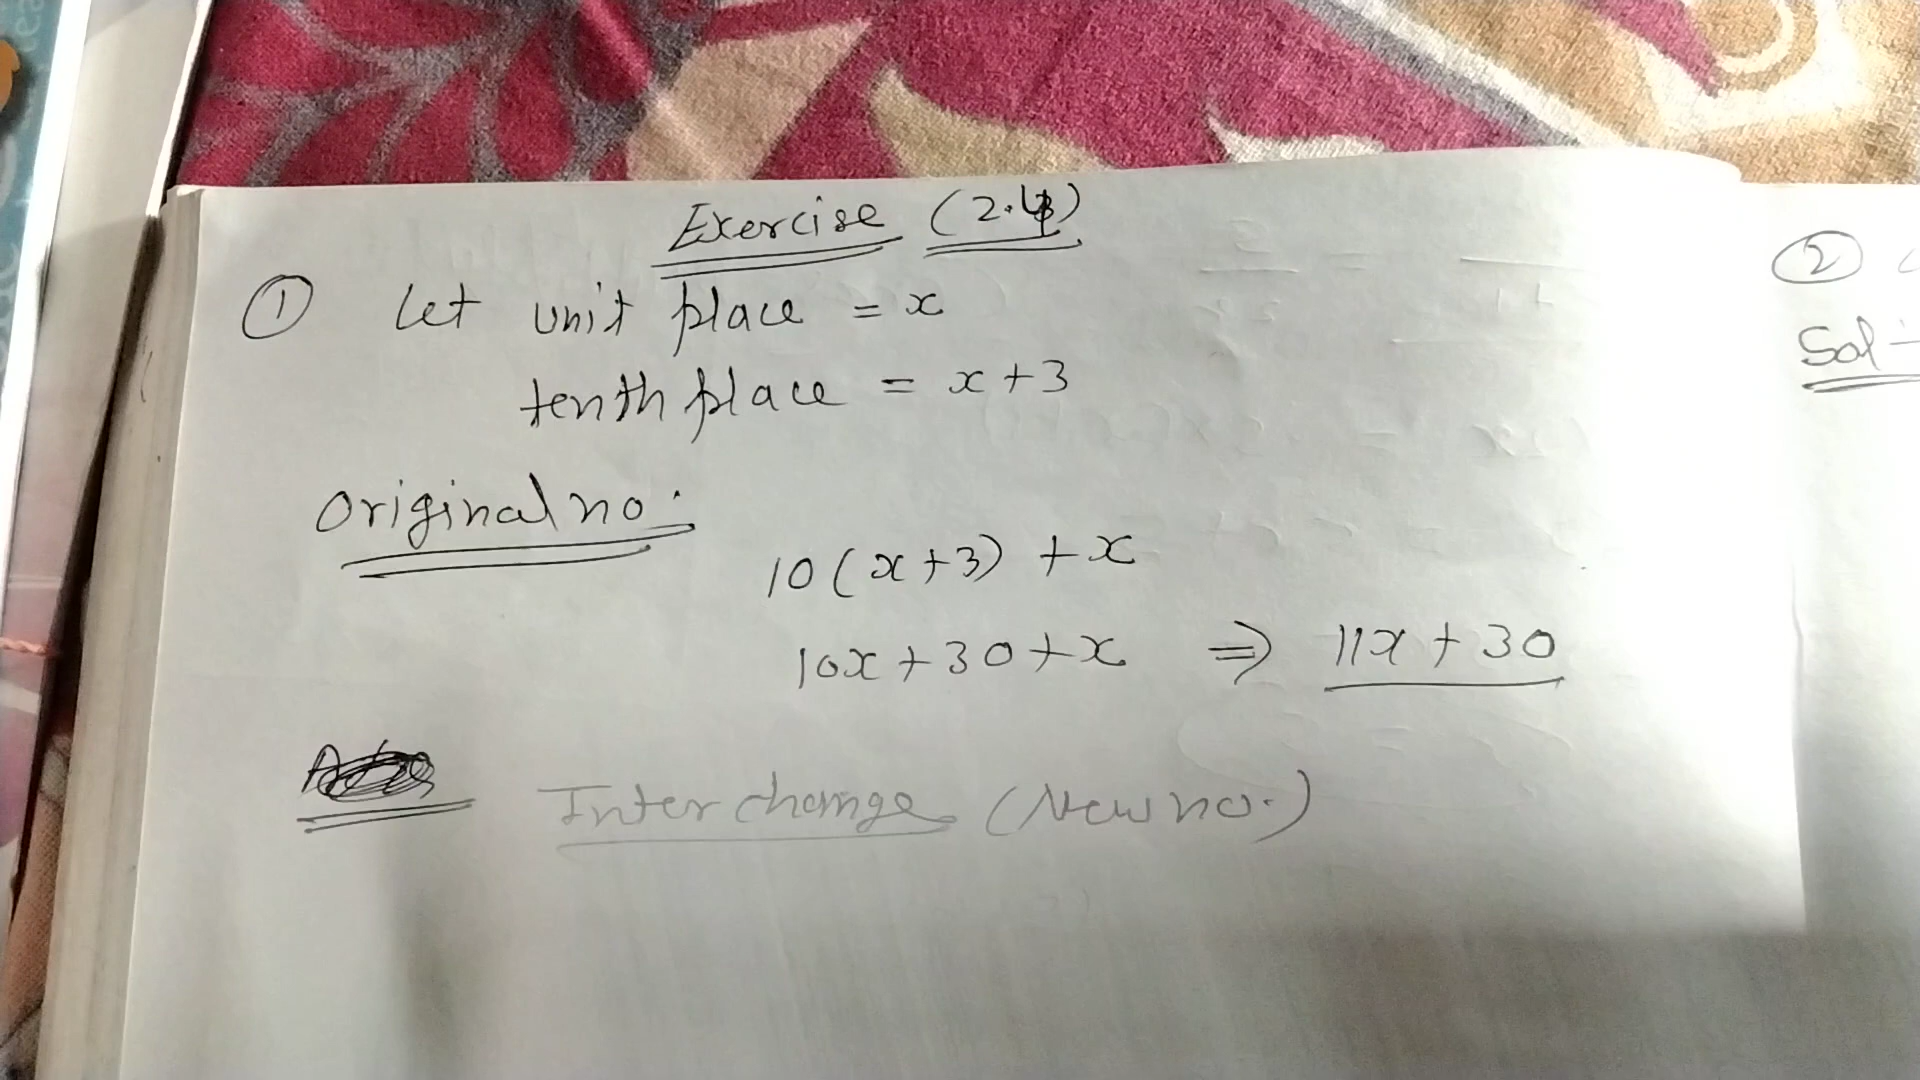 Exercise (2.4)
① Let unit place = x
tenth place = x+3
Original no.
10(x+3) +x
10x+30+x ⇒ 11x + 30
Interchange (New no.)
②
Sol